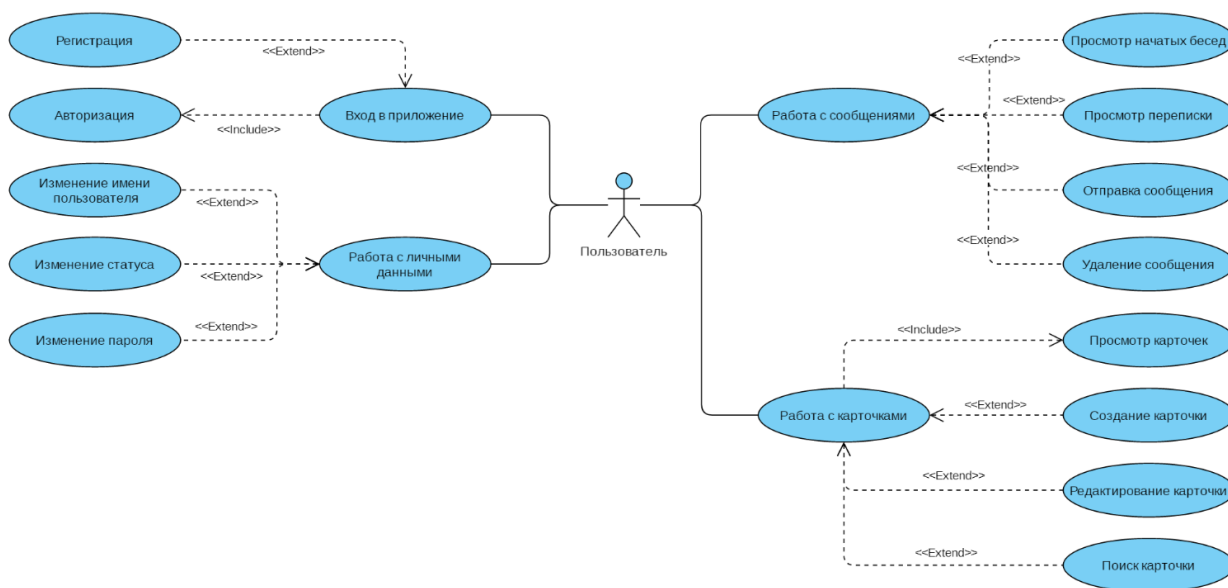 Регистрация
<<Extend>>
Авторизация
<<Include>>
Вход в приложение
Изменение имени
пользователя
<<Extend>>
Изменение статуса
<<Extend>>
Работа с личными
данными
Изменение пароля
<<Extend>>
Пользователь
Просмотр начатых бесед
<<Extend>>
Работа с сообщениями
<<Extend>>
Просмотр переписки
<<Extend>>
Отправка сообщения
<<Extend>>
Удаление сообщения
<<Include>>
Просмотр карточек
Работа с карточками
<<Extend>>
Создание карточки
<<Extend>>
Редактирование карточки
<<Extend>>
Поиск карточки